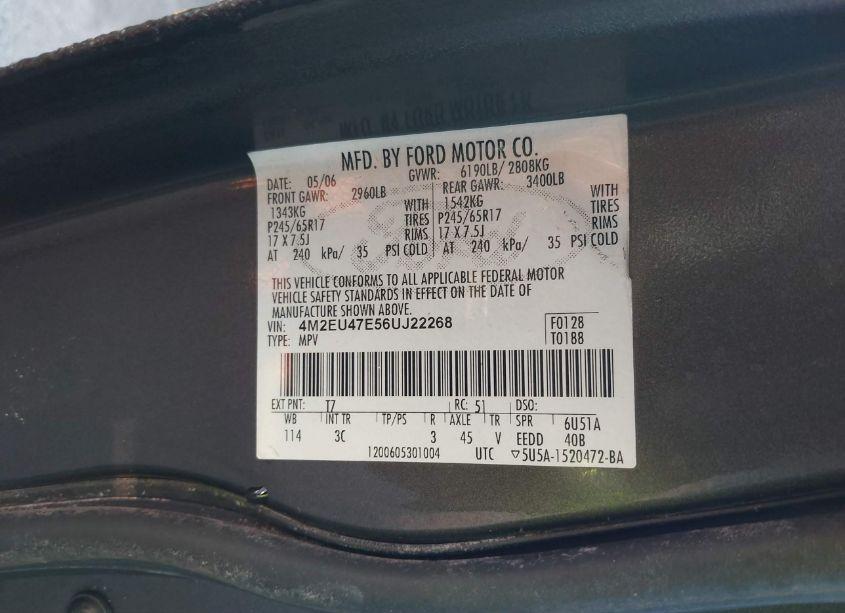 MFD. BY FORD MOTOR CO.
DATE: 05/06 GVWR: 6190LB/ 2808KG
FRONT GAWR: 2960LB REAR GAWR: 3400LB
1343KG WITH 1542KG WITH
P245/65R17 TIRES P245/65R17 TIRES
17 X 7.5J RIMS 17 X 7.5J RIMS
AT 240 kPa/ 35 PSI COLD AT 240 kPa/ 35 PSI COLD
THIS VEHICLE CONFORMS TO ALL APPLICABLE FEDERAL MOTOR
VEHICLE SAFETY STANDARDS IN EFFECT ON THE DATE OF
MANUFACTURE SHOWN ABOVE.
VIN: 4M2EU47E56UJ22268 F0128
TYPE: MPV T0188
EXT PNT: T7 RC: 51 DSO:
WB INT TR TP/PS R AXLE TR SPR 6U51A
114 3C 3 45 V EEDD 40B
1200605301004 UTC ▽5U5A-1520472-BA